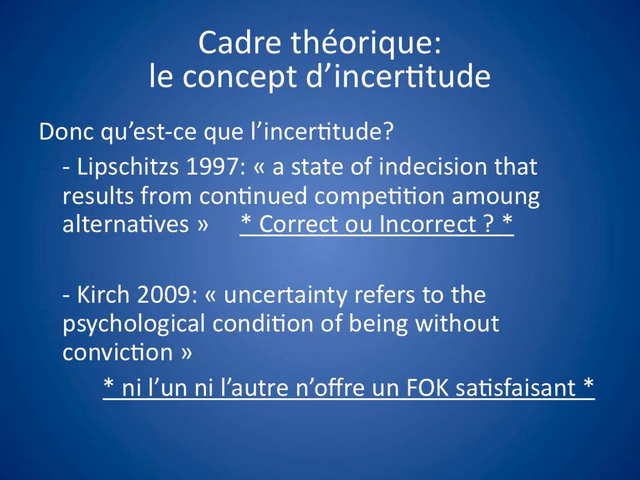 Cadre théorique:
le concept d’incertitude
Donc qu’est-ce que l’incertitude?
- Lipschitzs 1997: « a state of indecision that
results from continued competition amoung
alternatives » * Correct ou Incorrect ? *
- Kirch 2009: « uncertainty refers to the
psychological condition of being without
conviction »
* ni l’un ni l’autre n’offre un FOK satisfaisant *